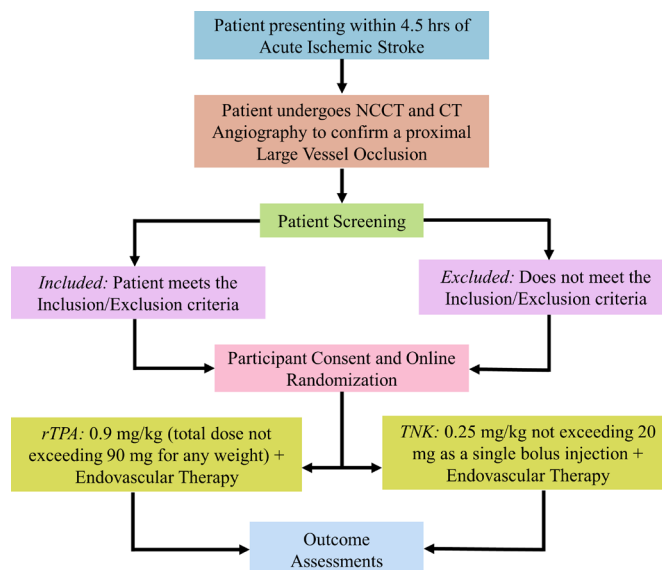 Patient presenting within 4.5 hrs of
Acute Ischemic Stroke
Patient undergoes NCCT and CT
Angiography to confirm a proximal
Large Vessel Occlusion
Patient Screening
Included: Patient meets the
Inclusion/Exclusion criteria
Excluded: Does not meet the
Inclusion/Exclusion criteria
Participant Consent and Online
Randomization
rTPA: 0.9 mg/kg (total dose not
exceeding 90 mg for any weight) +
Endovascular Therapy
TNK: 0.25 mg/kg not exceeding 20
mg as a single bolus injection +
Endovascular Therapy
Outcome
Assessments